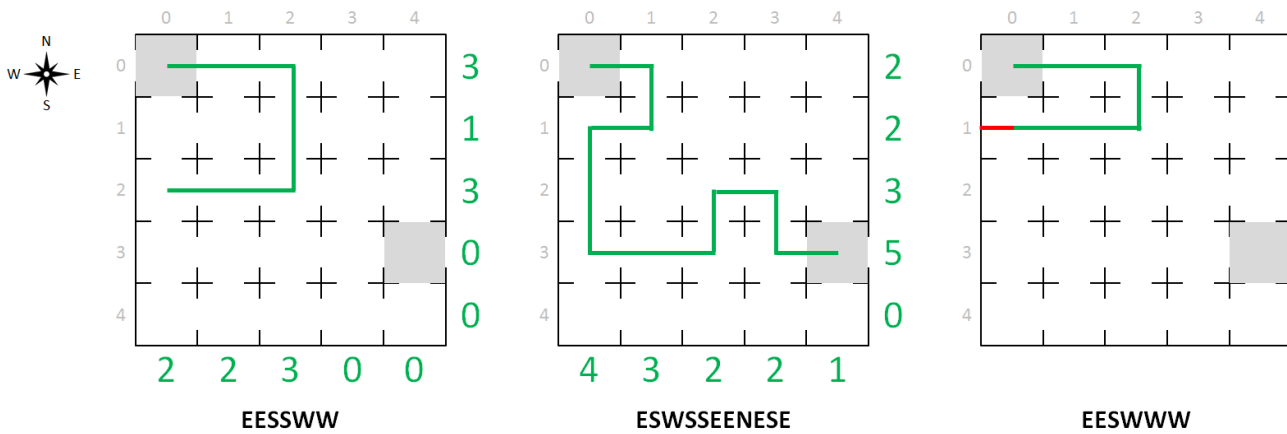 0 1 2 3 4 0 1 2 3 4 0 1 2 3 4
N
W E
S
0 3 0 2 0
1 1 1 2 1
2 3 2 3 2
3 0 3 5 3
4 0 4 0 4
2 2 3 0 0 4 3 2 2 1
EESSWW ESWSSEENESE EESWWW